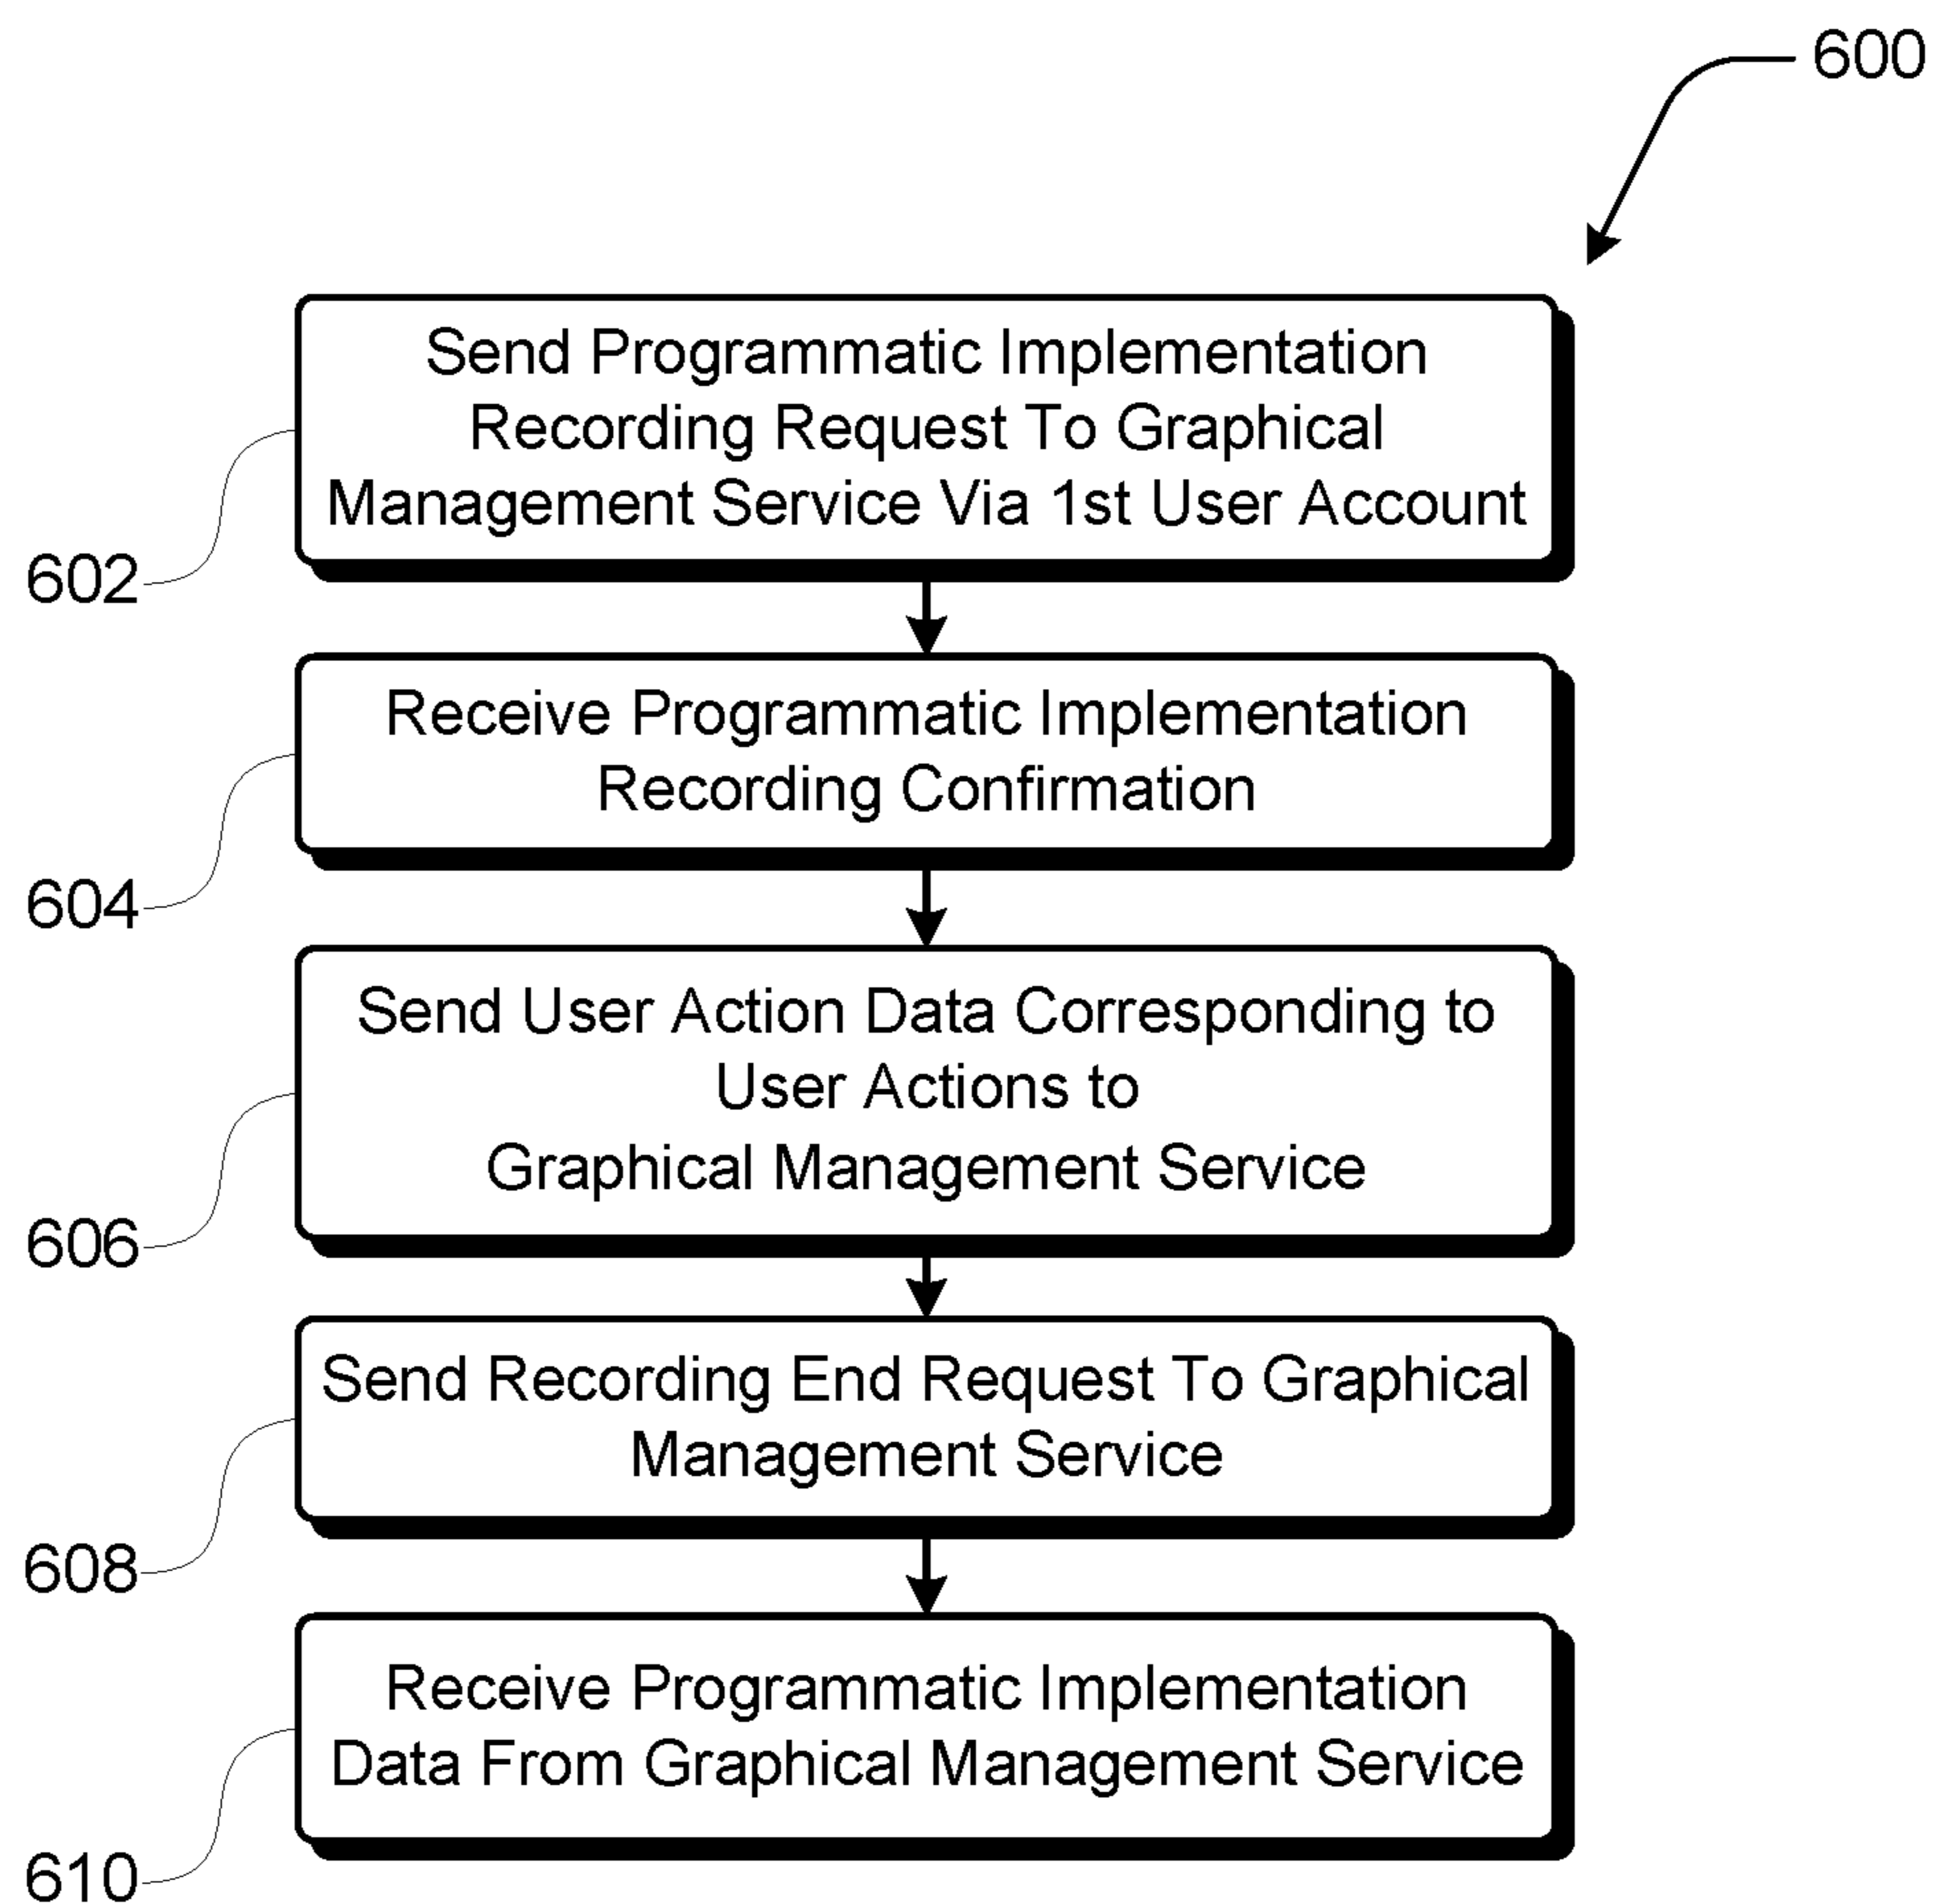 600
Send Programmatic Implementation
Recording Request To Graphical
Management Service Via 1st User Account
602
Receive Programmatic Implementation
Recording Confirmation
604
Send User Action Data Corresponding to
User Actions to
Graphical Management Service
606
Send Recording End Request To Graphical
Management Service
608
Receive Programmatic Implementation
Data From Graphical Management Service
610